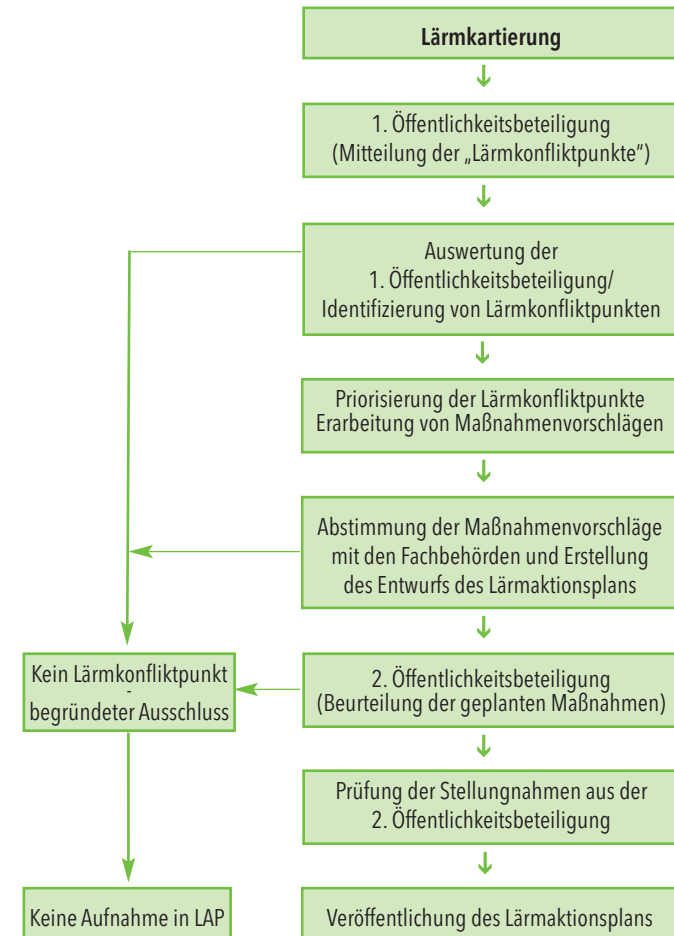 Lärmkartierung
1. Öffentlichkeitsbeteiligung
(Mitteilung der „Lärmkonfliktpunkte“)
Auswertung der
1. Öffentlichkeitsbeteiligung/
Identifizierung von Lärmkonfliktpunkten
Priorisierung der Lärmkonfliktpunkte
Erarbeitung von Maßnahmenvorschlägen
Abstimmung der Maßnahmenvorschläge
mit den Fachbehörden und Erstellung
des Entwurfs des Lärmaktionsplans
Kein Lärmkonfliktpunkt
-
begründeter Ausschluss
2. Öffentlichkeitsbeteiligung
(Beurteilung der geplanten Maßnahmen)
Prüfung der Stellungnahmen aus der
2. Öffentlichkeitsbeteiligung
Keine Aufnahme in LAP
Veröffentlichung des Lärmaktionsplans